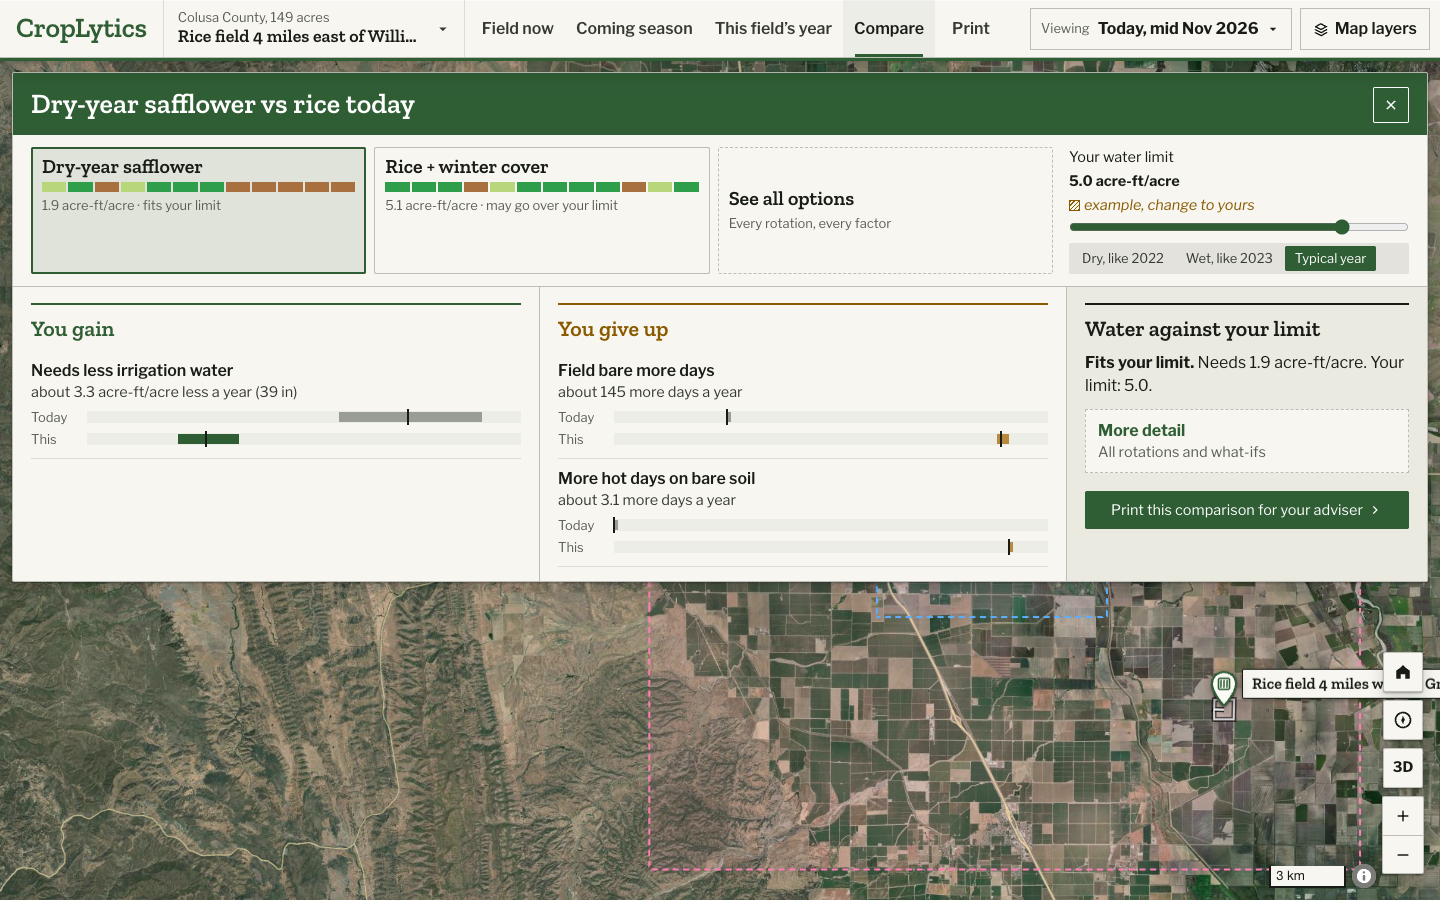 CropLytics
Colusa County, 149 acres
Rice field 4 miles east of Willi...
Field now
Coming season
This field's year
Compare
Print
Viewing Today, mid Nov 2026
Map layers
Dry-year safflower vs rice today
Dry-year safflower
1.9 acre-ft/acre · fits your limit
Rice + winter cover
5.1 acre-ft/acre · may go over your limit
See all options
Every rotation, every factor
Your water limit
5.0 acre-ft/acre
example, change to yours
Dry, like 2022
Wet, like 2023
Typical year
You gain
Needs less irrigation water
about 3.3 acre-ft/acre less a year (39 in)
Today
This
You give up
Field bare more days
about 145 more days a year
Today
This
More hot days on bare soil
about 3.1 more days a year
Today
This
Water against your limit
Fits your limit. Needs 1.9 acre-ft/acre. Your
limit: 5.0.
More detail
All rotations and what-ifs
Print this comparison for your adviser
Rice field 4 miles w
Gr
3D
3 km